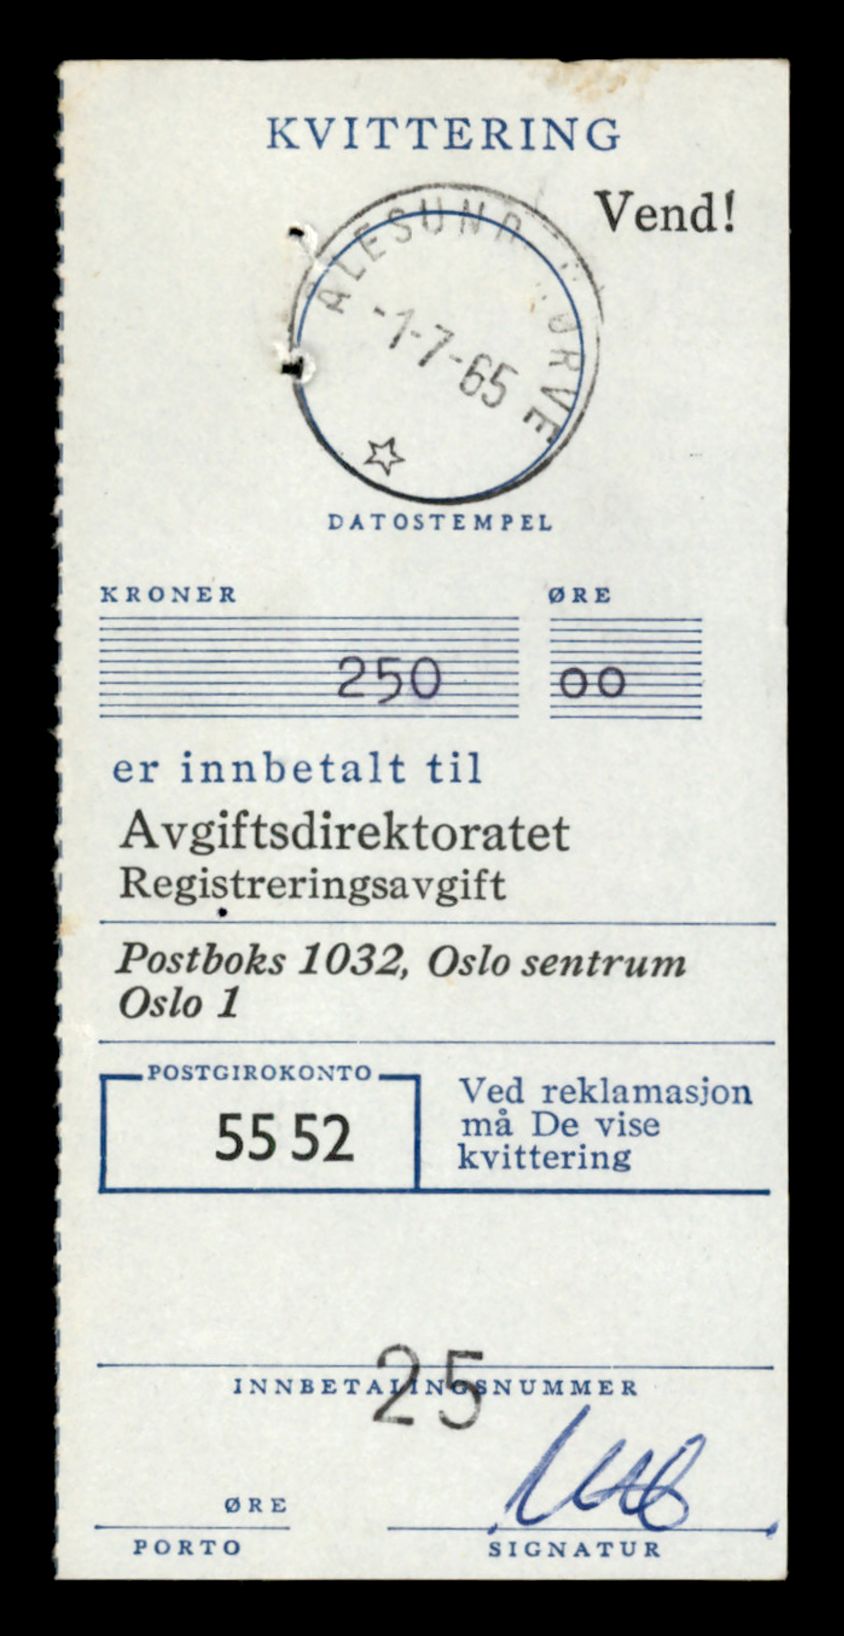 KVITTERING
Vend!
ALESUND
-1-7-65
DATOSTEMPEL
KRONER ØRE
250 00
er innbetalt til
Avgiftsdirektoratet
Registreringsavgift
Postboks 1032, Oslo sentrum
Oslo 1
POSTGIROKONTO
55 52
Ved reklamasjon
må De vise
kvittering
25
INNBETALINGSNUMMER
ØRE
PORTO
SIGNATUR